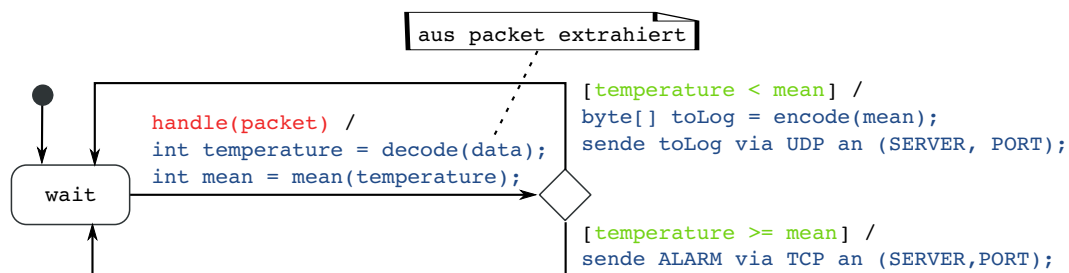 aus packet extrahiert
[temperature < mean] /
byte[] toLog = encode(mean);
sende toLog via UDP an (SERVER, PORT);
handle(packet) /
int temperature = decode(data);
int mean = mean(temperature);
wait
[temperature >= mean] /
sende ALARM via TCP an (SERVER,PORT);